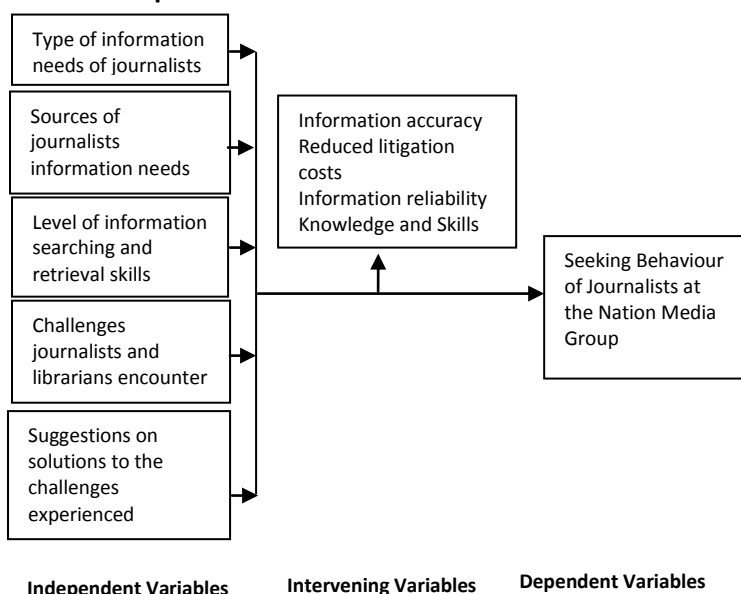 Type of information
needs of journalists
Sources of
journalists
information needs
Level of information
searching and
retrieval skills
Challenges
journalists and
librarians encounter
Suggestions on
solutions to the
challenges
experienced
Information accuracy
Reduced litigation
costs
Information reliability
Knowledge and Skills
Seeking Behaviour
of Journalists at
the Nation Media
Group
Independent Variables
Intervening Variables
Dependent Variables